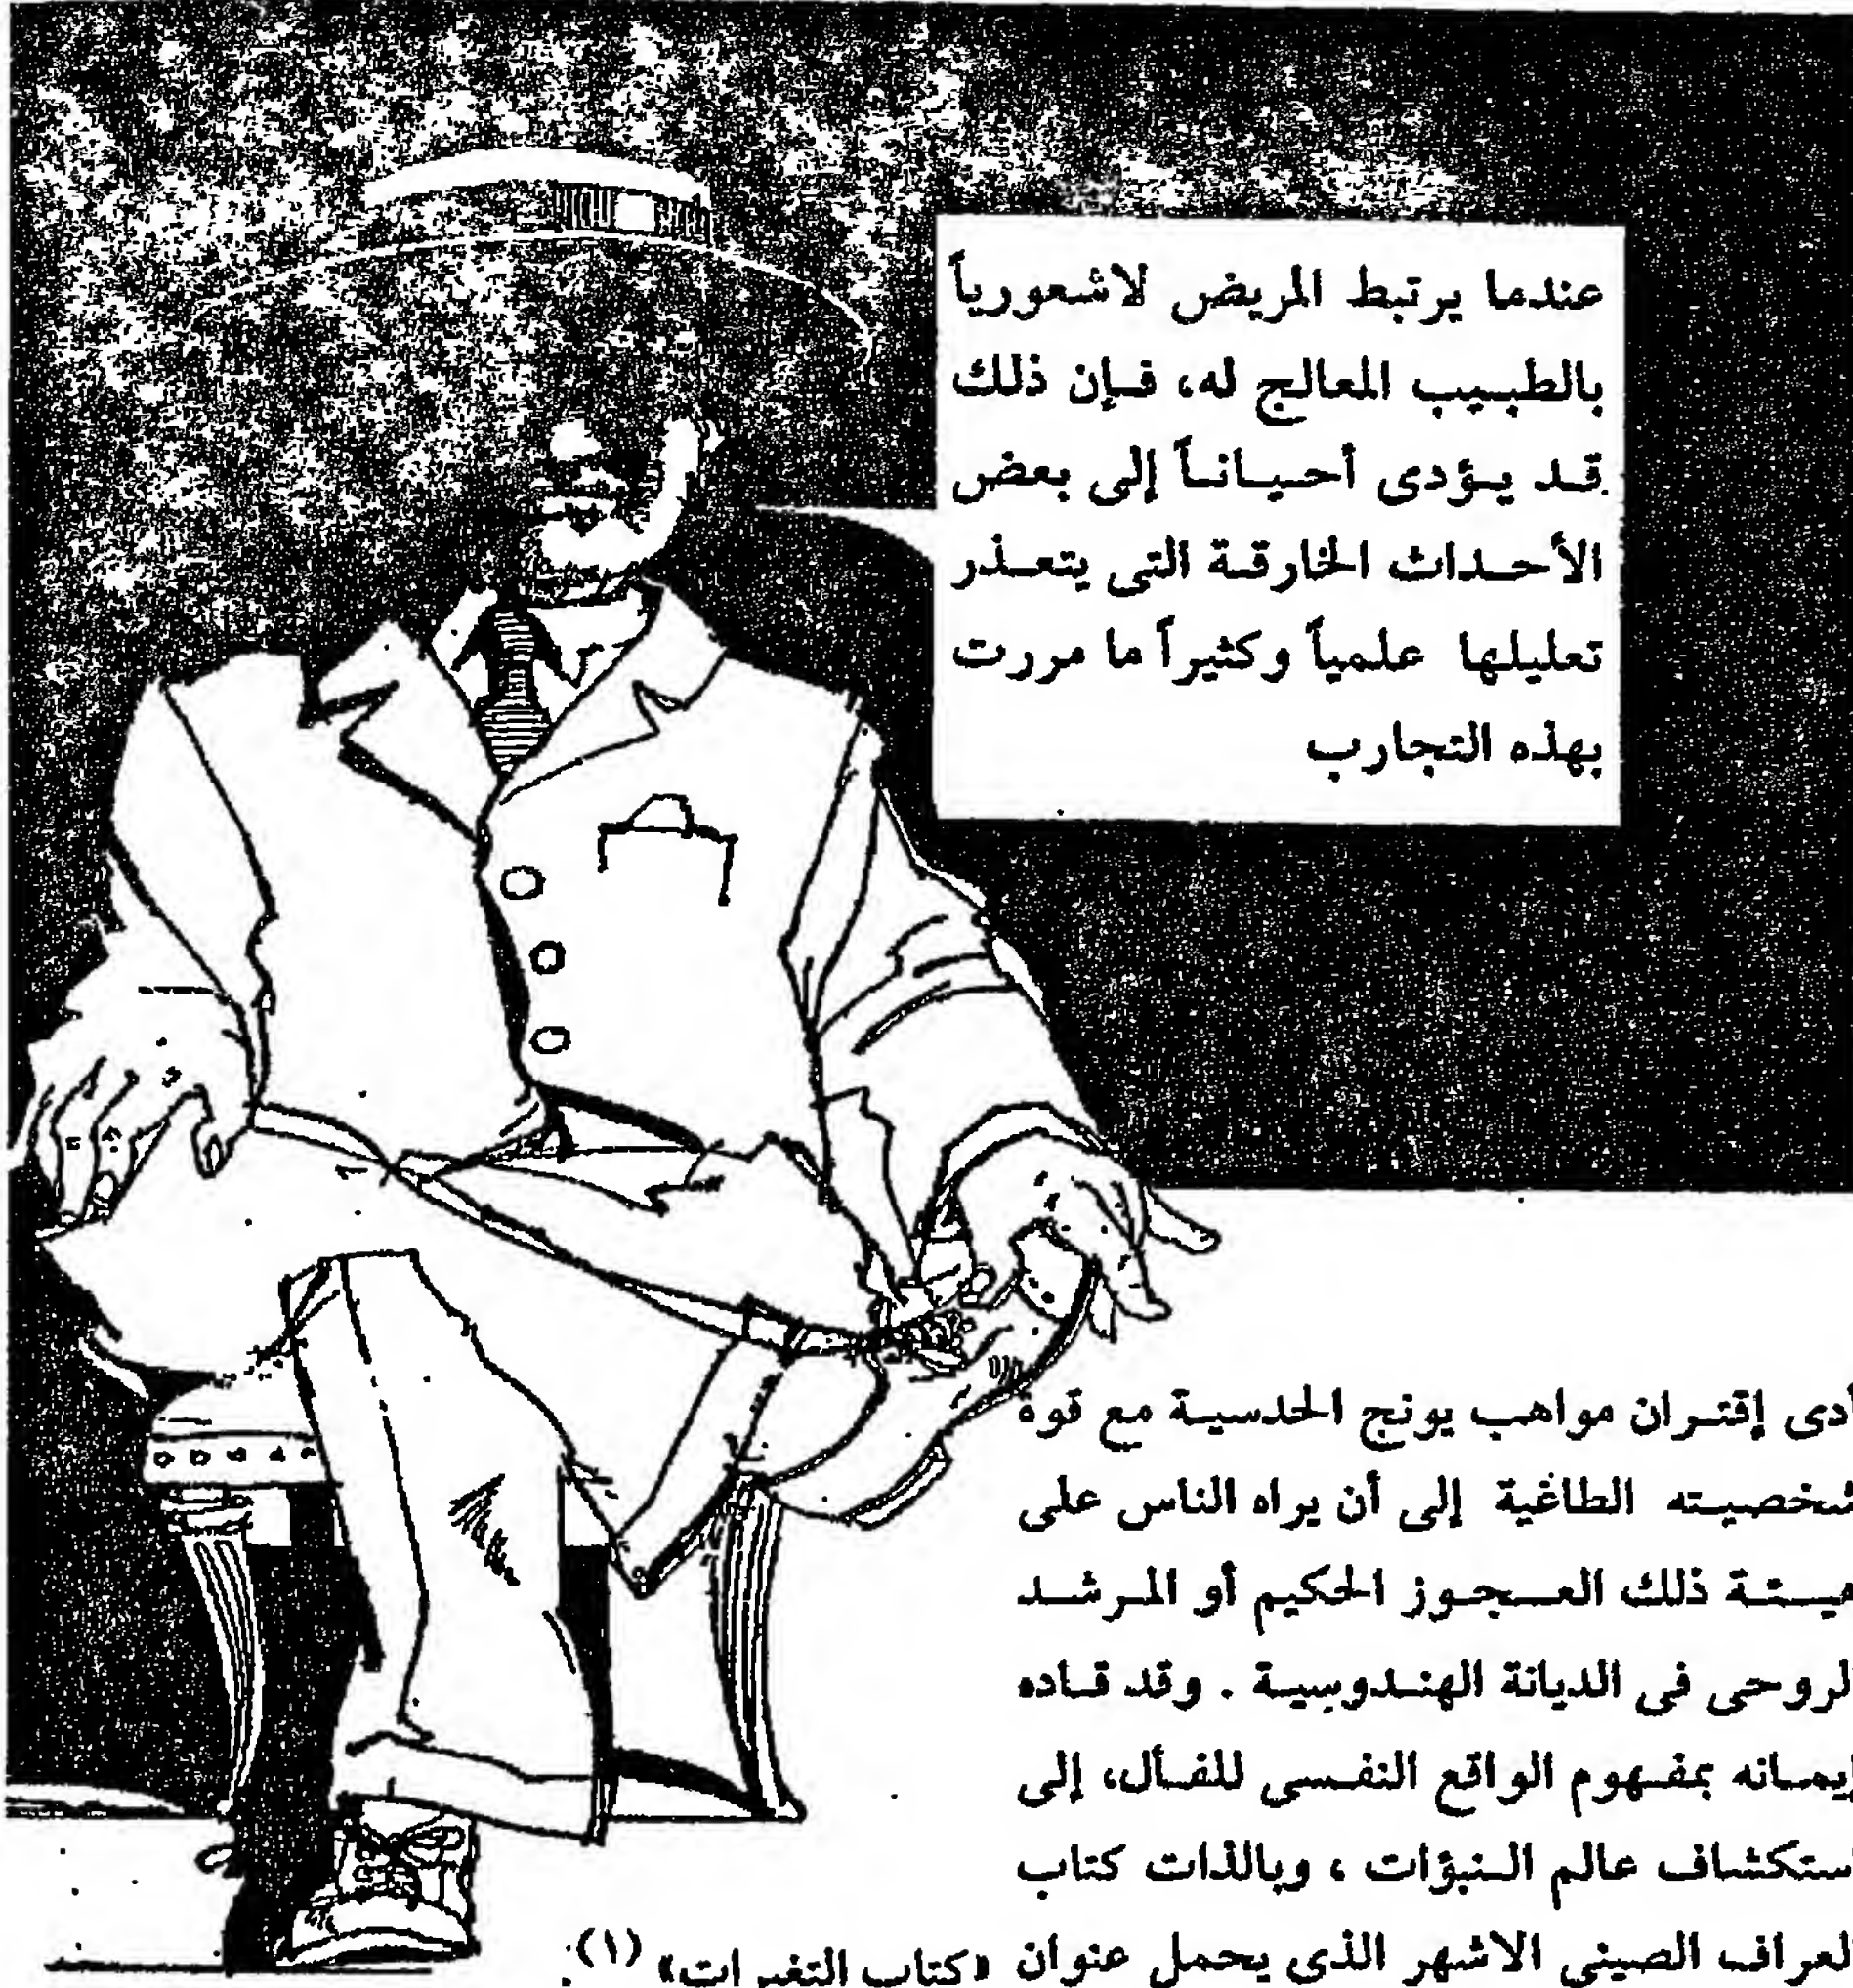 عندما يرتبط المريض لاشعورياً
بالطبيب المعالج له، فإن ذلك
قد يؤدى أحياناً إلى بعض
الأحداث الخارقة التى يتعذر
تعليلها علمياً وكثيراً ما مررت
بهذه التجارب
أدى إقتران مواهب يونج الحدسية مع قوة
شخصيته الطاغية إلى أن يراه الناس على
هيئة ذلك العجوز الحكيم أو المرشد
الروحى فى الديانة الهندوسية . وقد قاده
إيمانه بمفهوم الواقع النفسى للفأل، إلى
استكشاف عالم النبؤات ، وبالذات كتاب
العراف الصينى الاشهر الذى يحمل عنوان «كتاب التغيرات» (١).